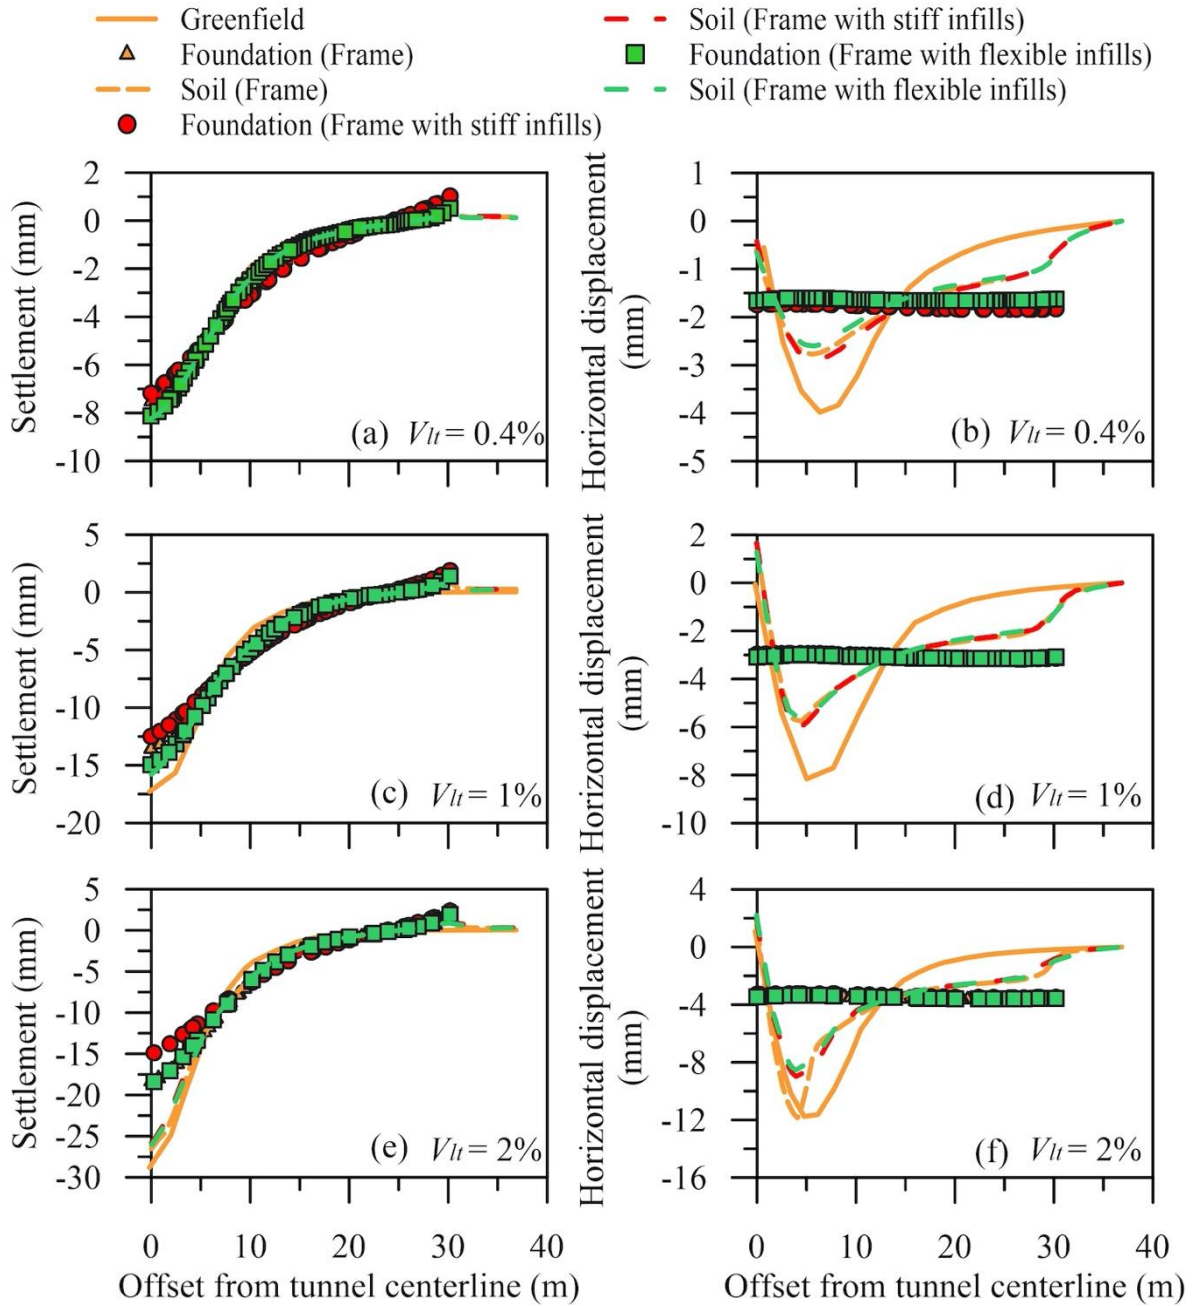 Greenfield
Foundation (Frame)
Soil (Frame)
Foundation (Frame with stiff infills)
Soil (Frame with stiff infills)
Foundation (Frame with flexible infills)
Soil (Frame with flexible infills)
Settlement (mm)
2
0
-2
-4
-6
-8
-10
(a) Vlt = 0.4%
Horizontal displacement
(mm)
1
0
-1
-2
-3
-4
-5
(b) Vlt = 0.4%
Settlement (mm)
5
0
-5
-10
-15
-20
(c) Vlt = 1%
Horizontal displacement
(mm)
2
0
-2
-4
-6
-8
-10
(d) Vlt = 1%
Settlement (mm)
5
0
-5
-10
-15
-20
-25
-30
(e) Vlt = 2%
0 10 20 30 40
Offset from tunnel centerline (m)
Horizontal displacement
(mm)
4
0
-4
-8
-12
-16
(f) Vlt = 2%
0 10 20 30 40
Offset from tunnel centerline (m)